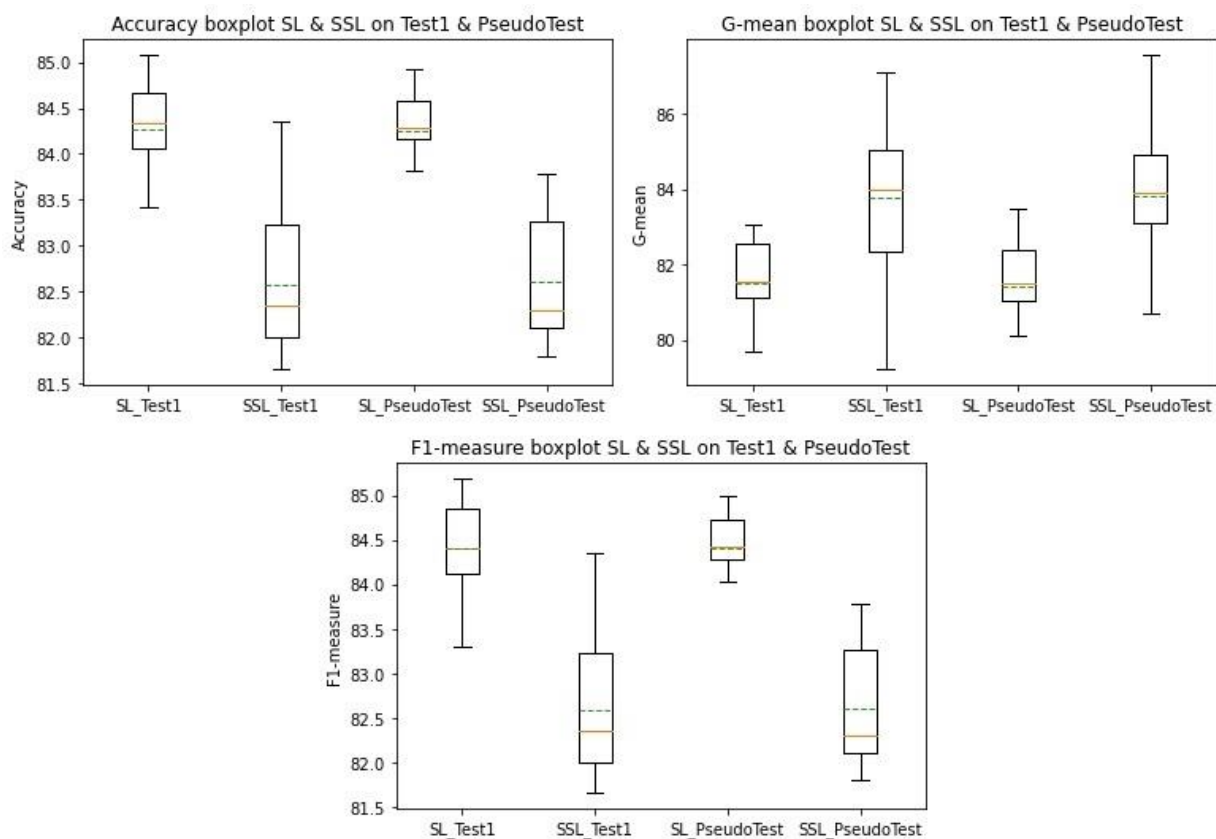 Accuracy boxplot SL & SSL on Test1 & PseudoTest
85.0
84.5
84.0
83.5
83.0
82.5
82.0
81.5
Accuracy
SL_Test1 SSL_Test1 SL_PseudoTest SSL_PseudoTest
G-mean boxplot SL & SSL on Test1 & PseudoTest
86
84
82
80
G-mean
SL_Test1 SSL_Test1 SL_PseudoTest SSL_PseudoTest
F1-measure boxplot SL & SSL on Test1 & PseudoTest
85.0
84.5
84.0
83.5
83.0
82.5
82.0
81.5
F1-measure
SL_Test1 SSL_Test1 SL_PseudoTest SSL_PseudoTest